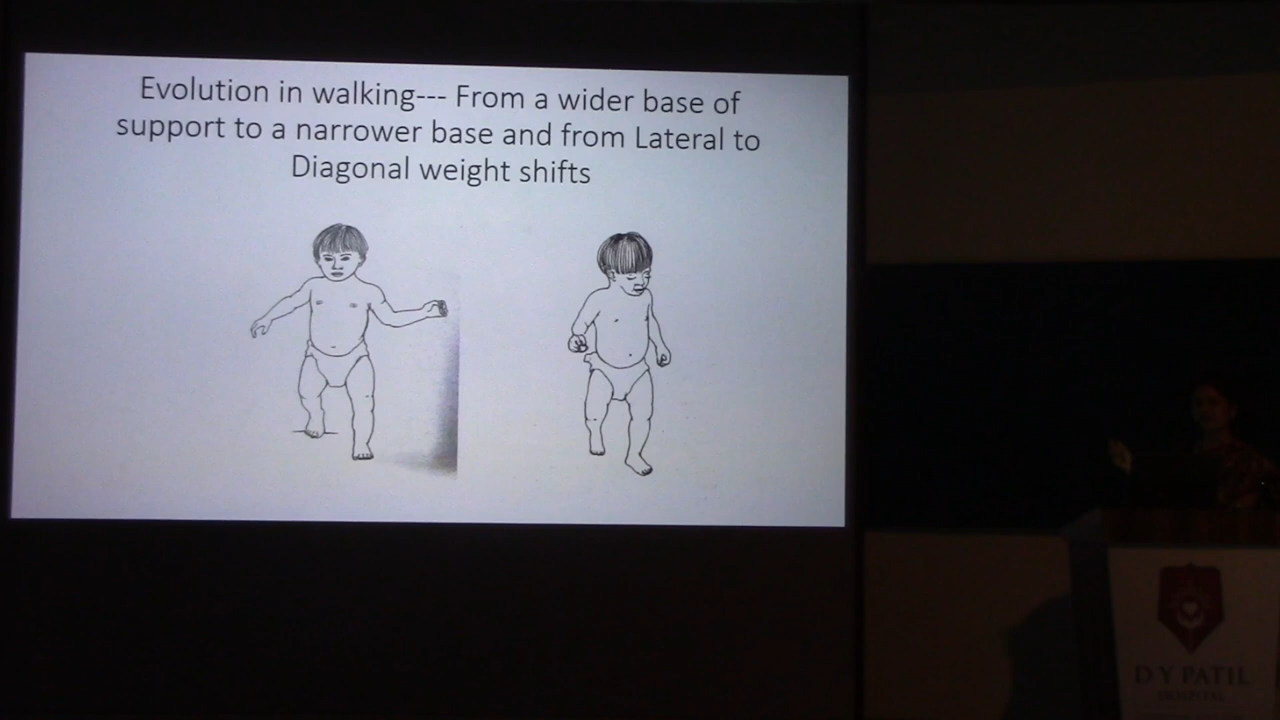 Evolution in walking--- From a wider base of
support to a narrower base and from Lateral to
Diagonal weight shifts
D Y PATIL
HOSPITAL